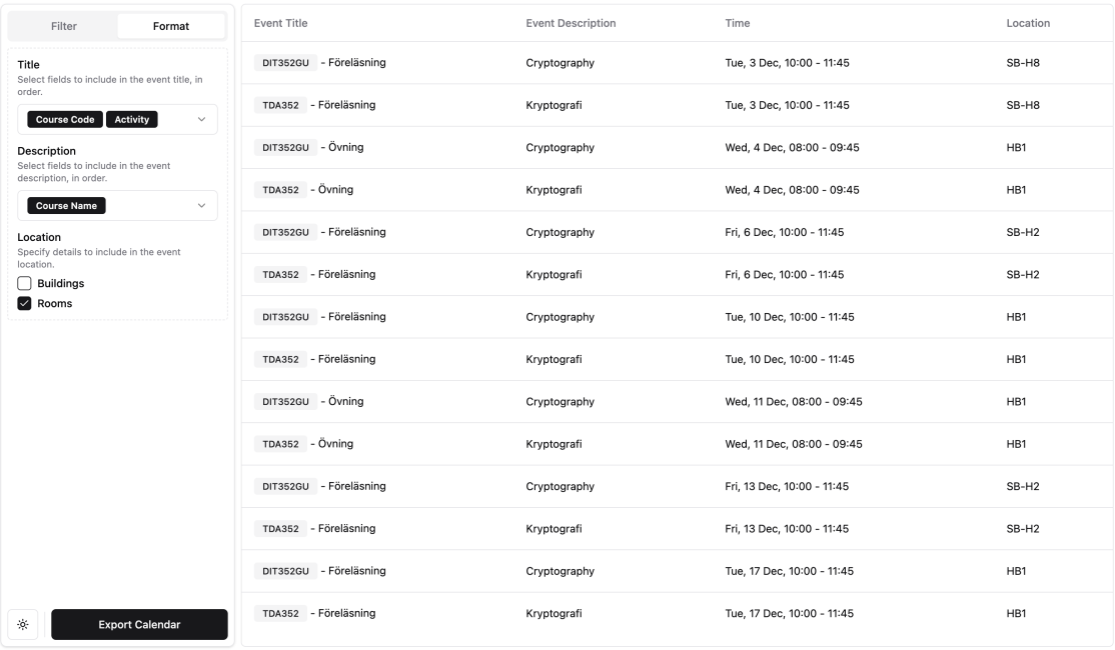 Filter Format
Title
Select fields to include in the event title, in
order.
Course Code Activity
Description
Select fields to include in the event
description, in order.
Course Name
Location
Specify details to include in the event
location.
Buildings
Rooms
Export Calendar
Event Title Event Description Time Location
DIT352GU - Föreläsning Cryptography Tue, 3 Dec, 10:00 - 11:45 SB-H8
TDA352 - Föreläsning Kryptografi Tue, 3 Dec, 10:00 - 11:45 SB-H8
DIT352GU - Övning Cryptography Wed, 4 Dec, 08:00 - 09:45 HB1
TDA352 - Övning Kryptografi Wed, 4 Dec, 08:00 - 09:45 HB1
DIT352GU - Föreläsning Cryptography Fri, 6 Dec, 10:00 - 11:45 SB-H2
TDA352 - Föreläsning Kryptografi Fri, 6 Dec, 10:00 - 11:45 SB-H2
DIT352GU - Föreläsning Cryptography Tue, 10 Dec, 10:00 - 11:45 HB1
TDA352 - Föreläsning Kryptografi Tue, 10 Dec, 10:00 - 11:45 HB1
DIT352GU - Övning Cryptography Wed, 11 Dec, 08:00 - 09:45 HB1
TDA352 - Övning Kryptografi Wed, 11 Dec, 08:00 - 09:45 HB1
DIT352GU - Föreläsning Cryptography Fri, 13 Dec, 10:00 - 11:45 SB-H2
TDA352 - Föreläsning Kryptografi Fri, 13 Dec, 10:00 - 11:45 SB-H2
DIT352GU - Föreläsning Cryptography Tue, 17 Dec, 10:00 - 11:45 HB1
TDA352 - Föreläsning Kryptografi Tue, 17 Dec, 10:00 - 11:45 HB1